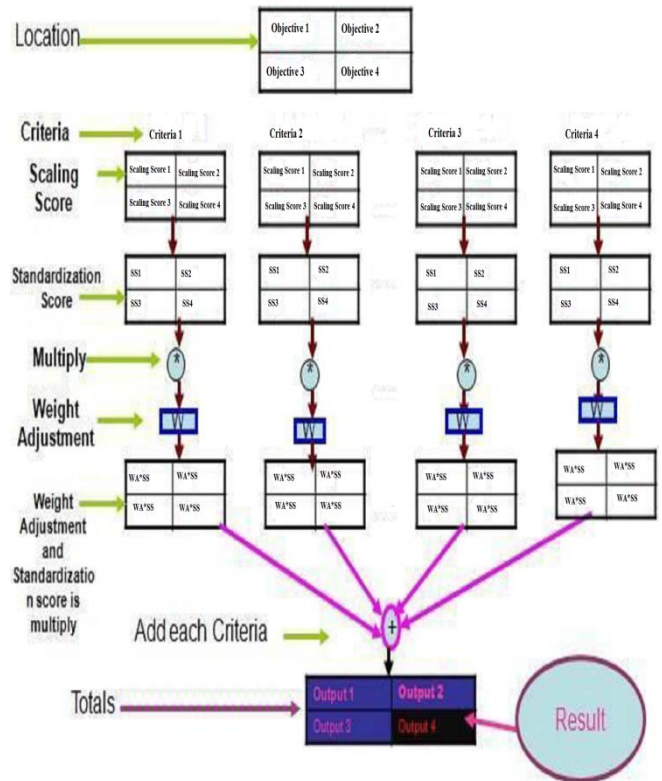 Location
Objective 1 Objective 2
Objective 3 Objective 4
Criteria
Criteria 1 Criteria 2 Criteria 3 Criteria 4
Scaling
Score
Scaling Score 1 Scaling Score 2 Scaling Score 1 Scaling Score 2 Scaling Score 1 Scaling Score 2 Scaling Score 1 Scaling Score 2
Scaling Score 3 Scaling Score 4 Scaling Score 3 Scaling Score 4 Scaling Score 3 Scaling Score 4 Scaling Score 3 Scaling Score 4
Standardization
Score
SS1 SS2 SS1 SS2 SS1 SS2 SS1 SS2
SS3 SS4 SS3 SS4 SS3 SS4 SS3 SS4
Multiply
* * * *
Weight
Adjustment
W W W W
WA*SS WA*SS WA*SS WA*SS WA*SS WA*SS WA*SS WA*SS
WA*SS WA*SS WA*SS WA*SS WA*SS WA*SS WA*SS WA*SS
Weight
Adjustment
and
Standardizatio
n score is
multiply
Add each Criteria
+
Totals
Output 1 Output 2
Output 3 Output 4
Result